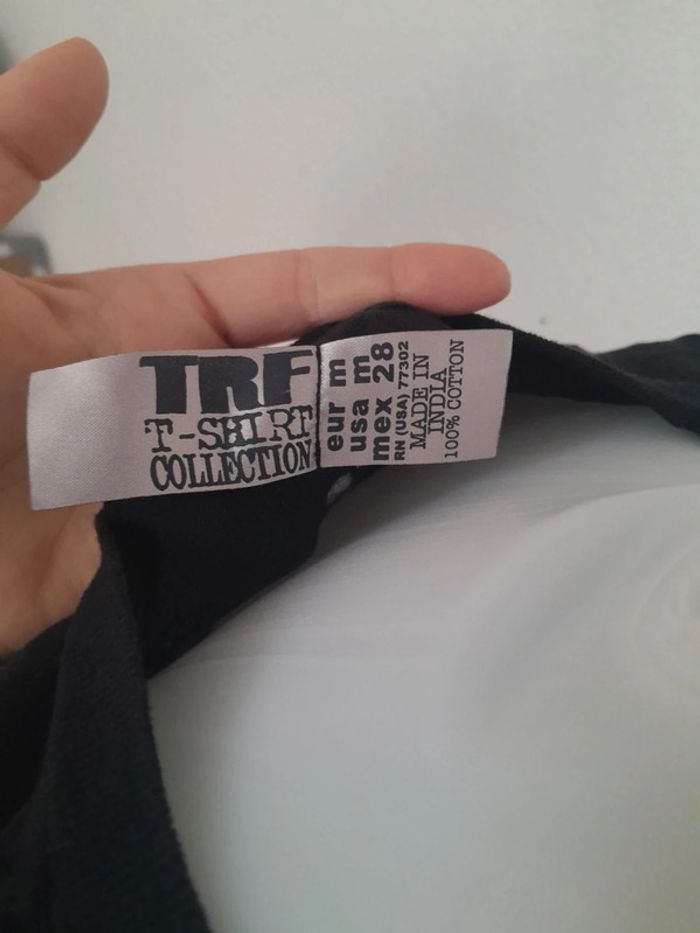 TRF
T-SHIRT
COLLECTION
eur m
usa m
mex 28
RN (USA) 77302
MADE IN
INDIA
100% COTTON